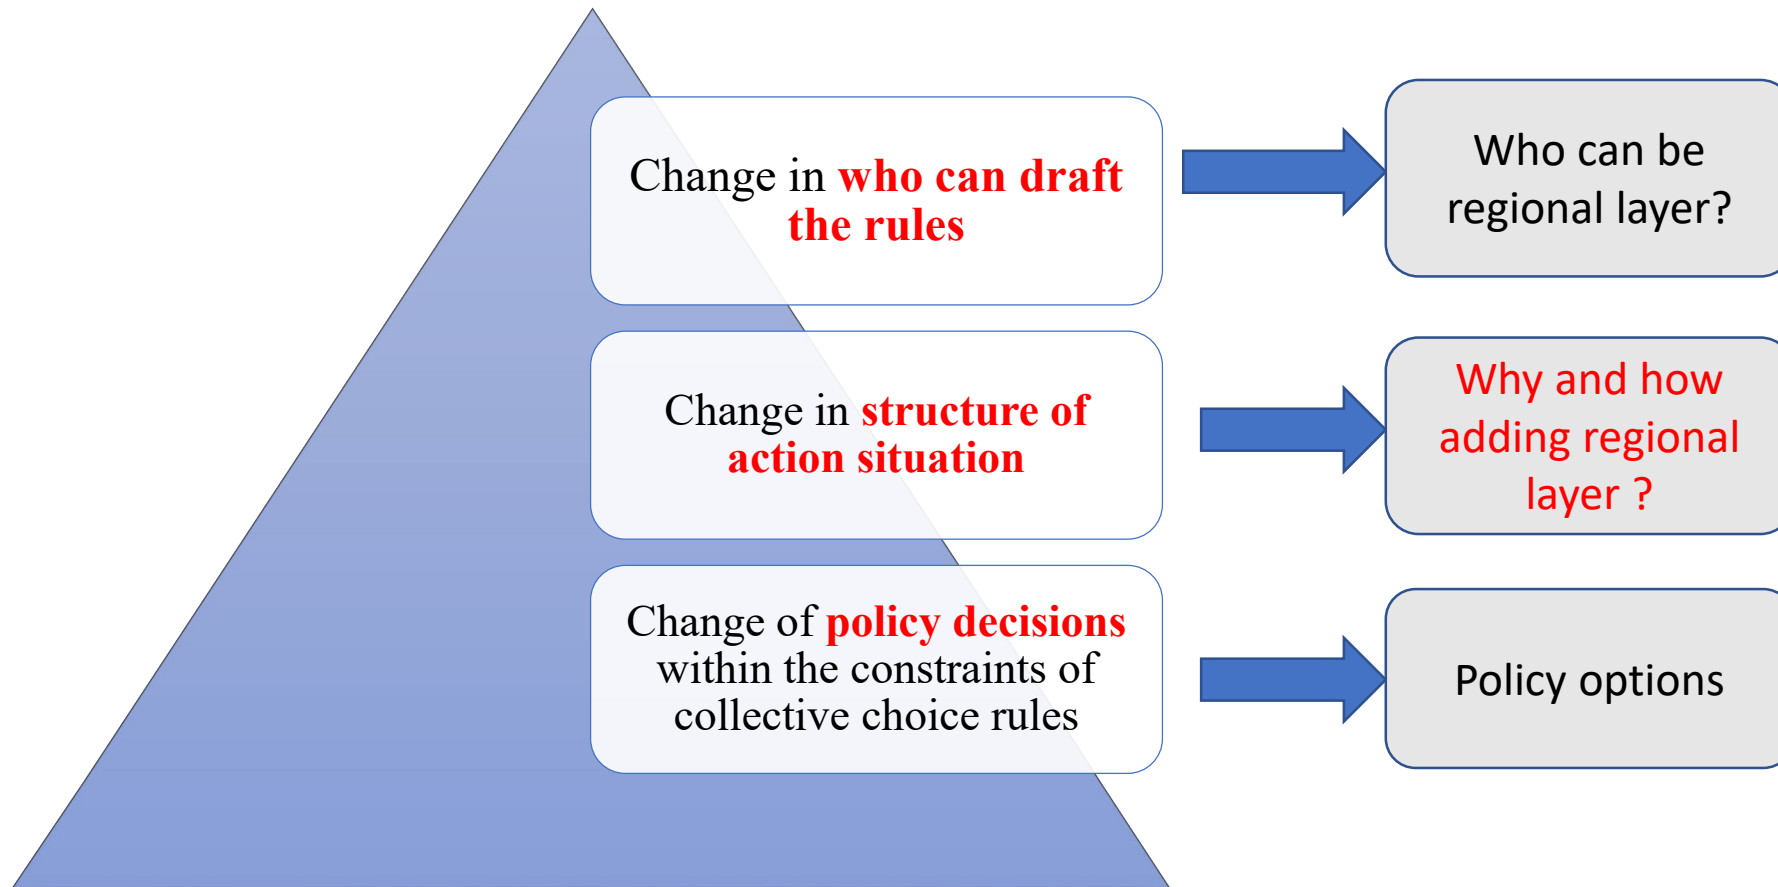 Change in who can draft
the rules
Who can be
regional layer?
Change in structure of
action situation
Why and how
adding regional
layer ?
Change of policy decisions
within the constraints of
collective choice rules
Policy options